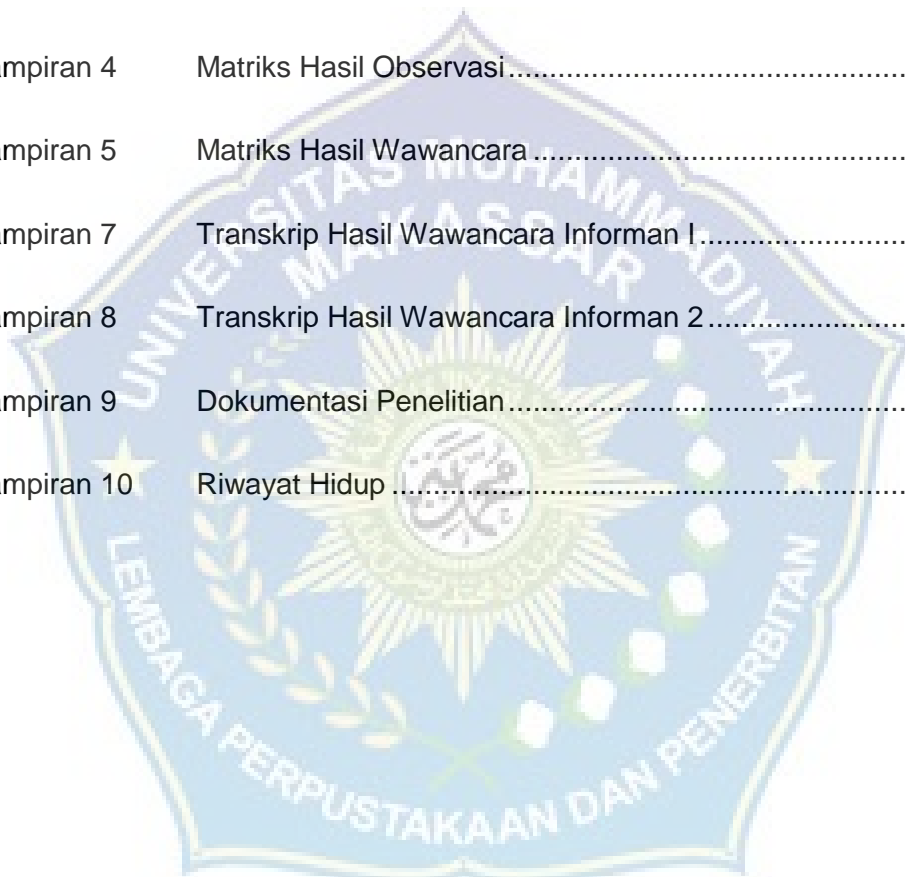 ampiran 4 Matriks Hasil Observasi
ampiran 5 Matriks Hasil Wawancara
ampiran 7 Transkrip Hasil Wawancara Informan I
ampiran 8 Transkrip Hasil Wawancara Informan 2
ampiran 9 Dokumentasi Penelitian
ampiran 10 Riwayat Hidup
UNIVERSITAS MUHAMMADIYAH
MAKASSAR
LEMBAGA PERPUSTAKAAN DAN PENERBITAN